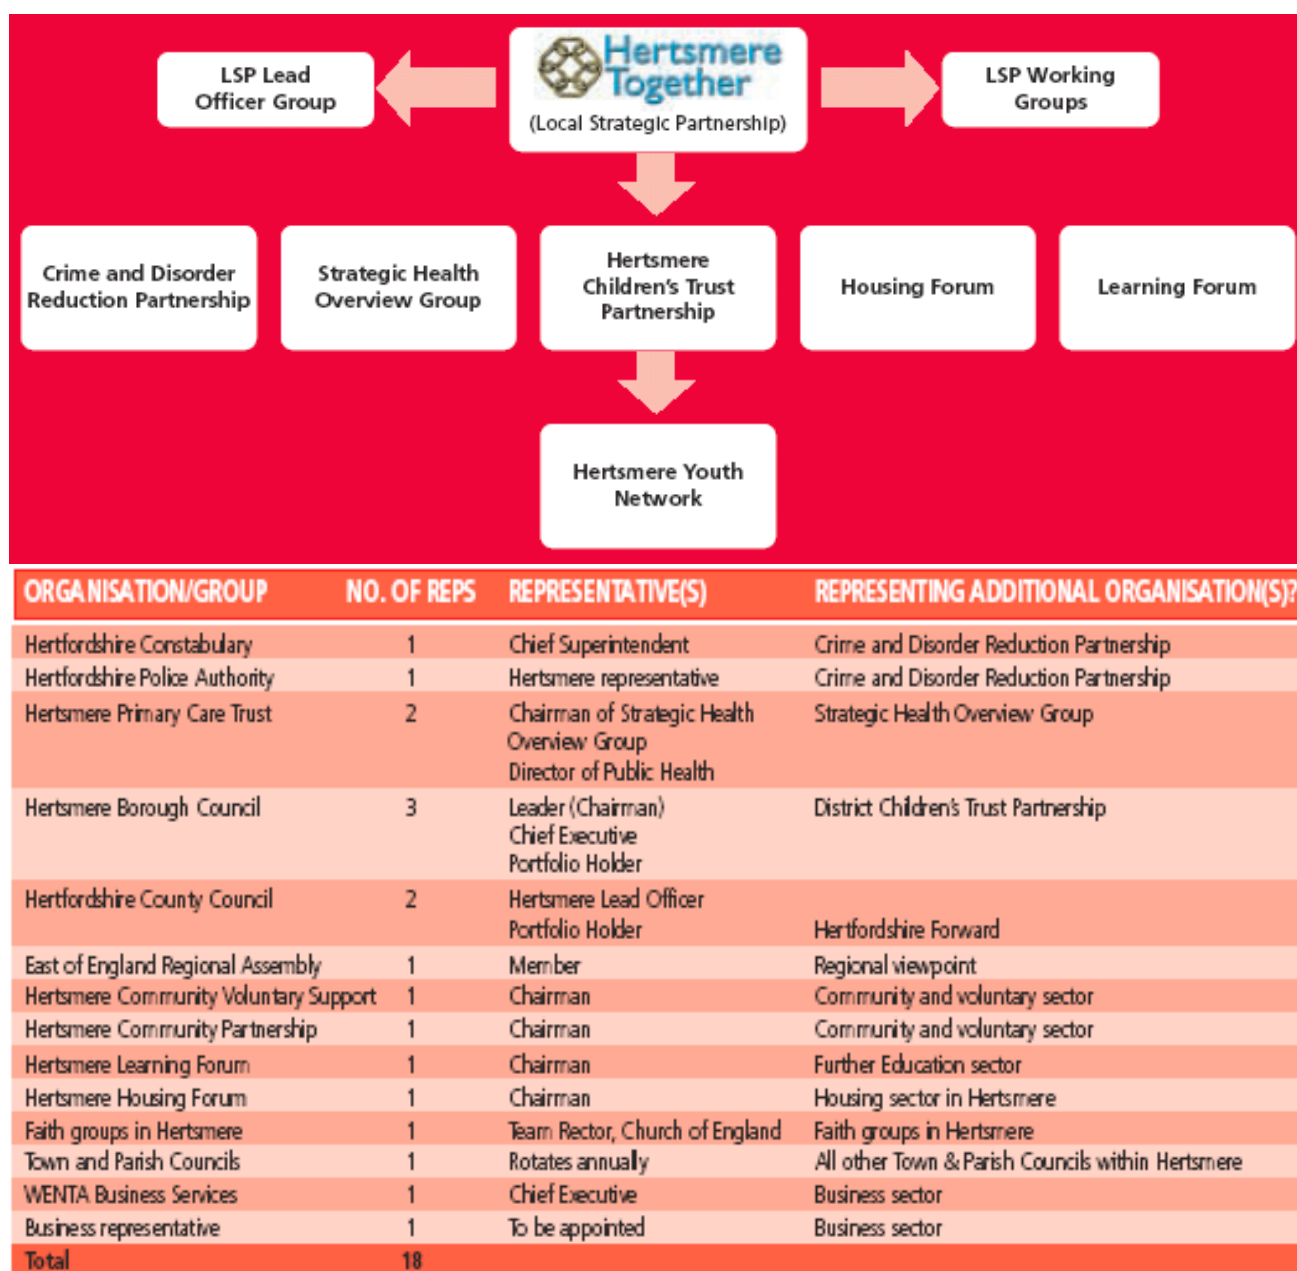 Hertsmere
Together
(Local Strategic Partnership)
LSP Lead
Officer Group
LSP Working
Groups
Crime and Disorder
Reduction Partnership
Strategic Health
Overview Group
Hertsmere
Children's Trust
Partnership
Housing Forum
Learning Forum
Hertsmere Youth
Network
ORGANISATION/GROUP NO. OF REPS REPRESENTATIVE(S) REPRESENTING ADDITIONAL ORGANISATION(S)?
Hertfordshire Constabulary 1 Chief Superintendent Crime and Disorder Reduction Partnership
Hertfordshire Police Authority 1 Hertsmere representative Crime and Disorder Reduction Partnership
Hertsmere Primary Care Trust 2 Chairman of Strategic Health Strategic Health Overview Group
Overview Group
Director of Public Health
Hertsmere Borough Council 3 Leader (Chairman) District Children's Trust Partnership
Chief Executive
Portfolio Holder
Hertfordshire County Council 2 Hertsmere Lead Officer
Portfolio Holder Hertfordshire Forward
East of England Regional Assembly 1 Member Regional viewpoint
Hertsmere Community Voluntary Support 1 Chairman Community and voluntary sector
Hertsmere Community Partnership 1 Chairman Community and voluntary sector
Hertsmere Learning Forum 1 Chairman Further Education sector
Hertsmere Housing Forum 1 Chairman Housing sector in Hertsmere
Faith groups in Hertsmere 1 Team Rector, Church of England Faith groups in Hertsmere
Town and Parish Councils 1 Rotates annually All other Town & Parish Councils within Hertsmere
WENTA Business Services 1 Chief Executive Business sector
Business representative 1 To be appointed Business sector
Total 18